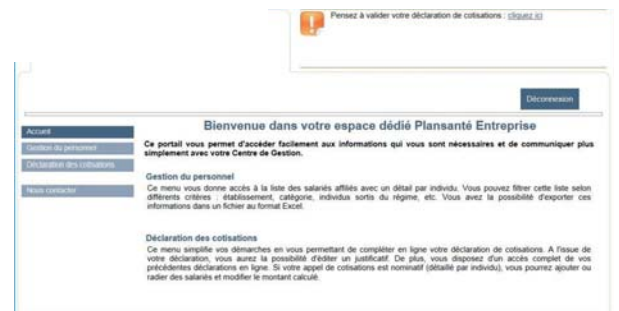 Pensez à valider votre déclaration de cotisations : cliquez ici
Déconnexion
Accueil
Gestion du personnel
Déclaration des cotisations
Nous contacter
Bienvenue dans votre espace dédié Plansanté Entreprise
Ce portail vous permet d'accéder facilement aux informations qui vous sont nécessaires et de communiquer plus
simplement avec votre Centre de Gestion.
Gestion du personnel
Ce menu vous donne accès à la liste des salariés affiliés avec un détail par individu. Vous pouvez filtrer cette liste selon
différents critères : établissement, catégorie, individus sortis du régime, etc. Vous avez la possibilité d'exporter ces
informations dans un fichier au format Excel.
Déclaration des cotisations
Ce menu simplifie vos démarches en vous permettant de compléter en ligne votre déclaration de cotisations. A l'issue de
votre déclaration, vous aurez la possibilité d'éditer un justificatif. De plus, vous disposez d'un accès complet de vos
précédentes déclarations en ligne. Si votre appel de cotisations est nominatif (détaillé par individu), vous pourrez ajouter ou
radier des salariés et modifier le montant calculé.